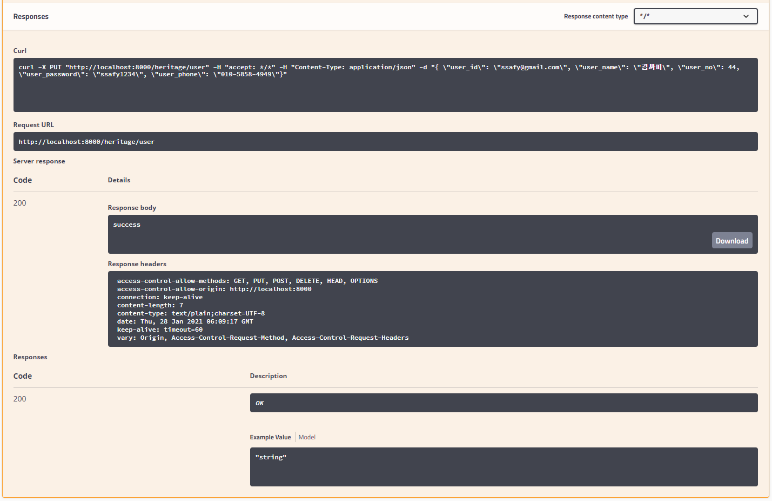 Responses
Response content type
*/*
Curl
curl -X PUT "http://localhost:8000/heritage/user" -H "accept: */*" -H "Content-Type: application/json" -d "{ \"user_id\": \"ssafy@gmail.com\", \"user_name\": \"김싸피\", \"user_no\": 44,
\"user_password\": \"ssafy1234\", \"user_phone\": \"010-5858-4949\"}"
Request URL
http://localhost:8000/heritage/user
Server response
Code Details
200
Response body
success
Download
Response headers
access-control-allow-methods: GET, PUT, POST, DELETE, HEAD, OPTIONS
access-control-allow-origin: http://localhost:8000
connection: keep-alive
content-length: 7
content-type: text/plain;charset=UTF-8
date: Thu, 28 Jan 2021 06:09:17 GMT
keep-alive: timeout=60
vary: Origin, Access-Control-Request-Method, Access-Control-Request-Headers
Responses
Code Description
200
OK
Example Value Model
"string"